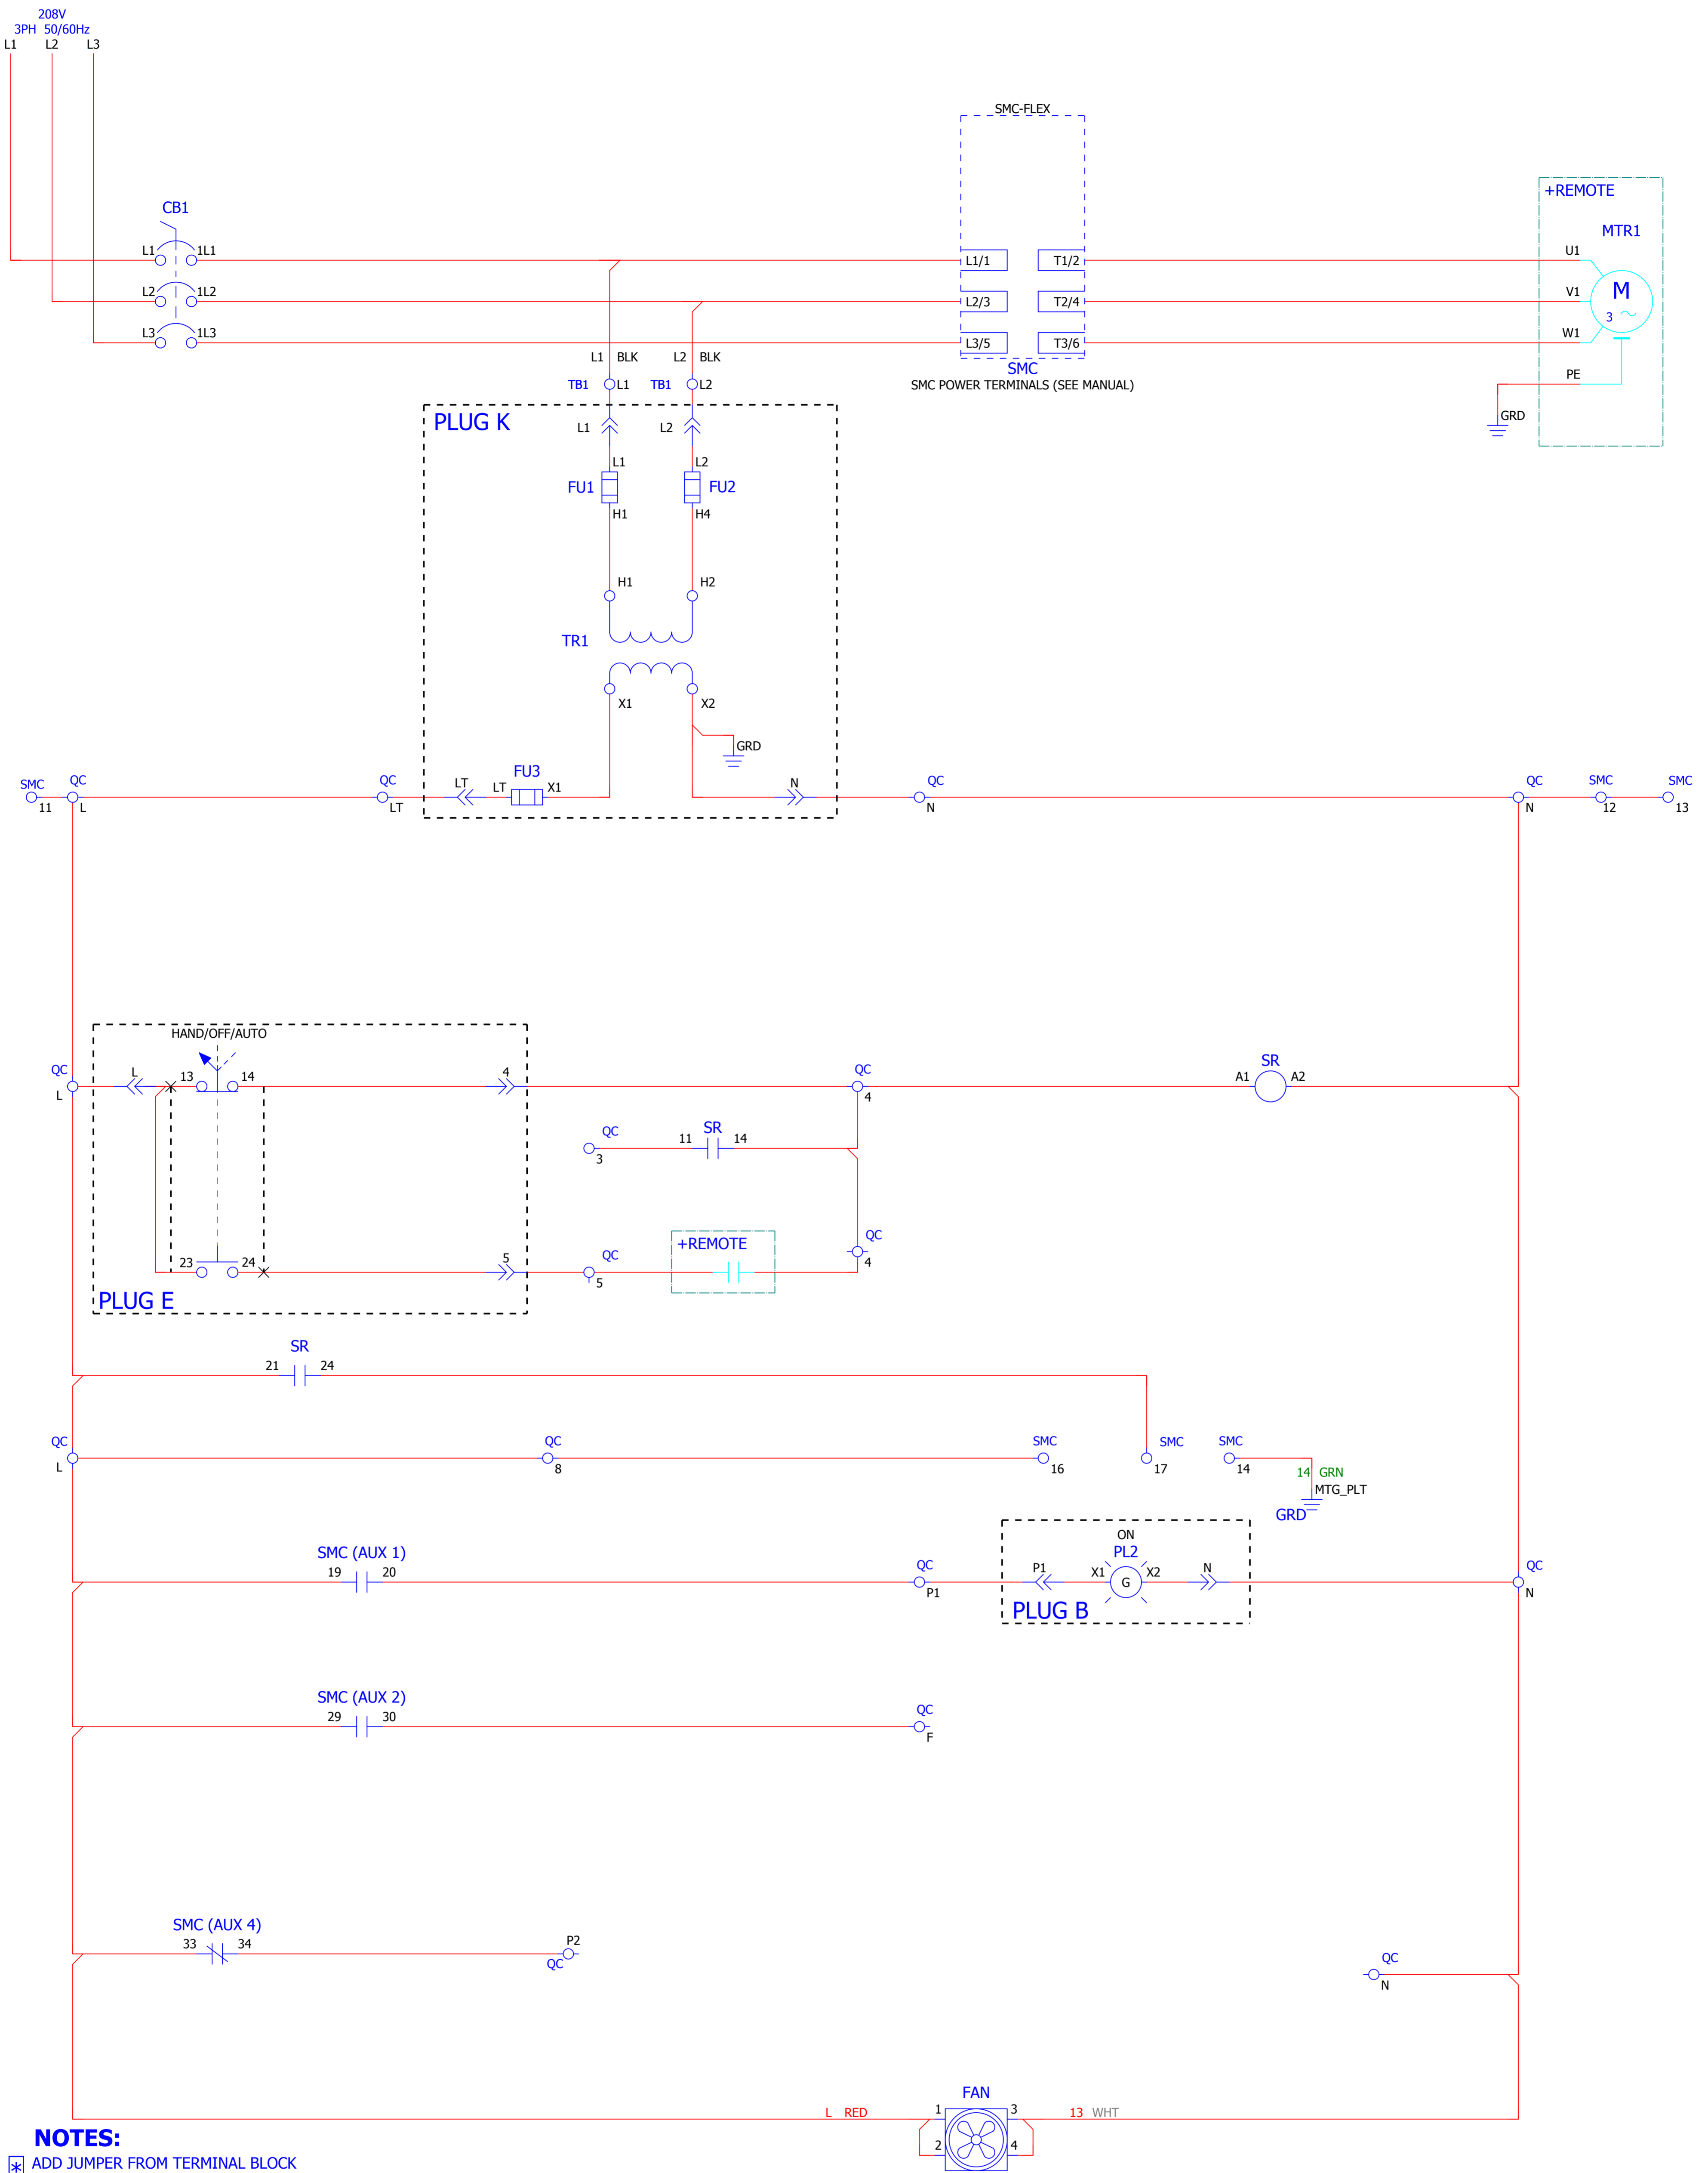 208V
3PH 50/60Hz
L1 L2 L3
SMC-FLEX
+REMOTE
MTR1
CB1
L1 1L1
L2 1L2
L3 1L3
L1/1 T1/2
L2/3 T2/4
L3/5 T3/6
U1
V1
W1
PE
M
3
GRD
SMC
SMC POWER TERMINALS (SEE MANUAL)
L1 BLK L2 BLK
TB1 L1 TB1 L2
PLUG K
L1 L2
L1 L2
FU1 FU2
H1 H4
H1 H2
TR1
X1 X2
GRD
SMC
11
QC
L
QC
LT
LT
LT
FU3
X1
N
QC
N
QC
N
SMC
12
SMC
13
HAND/OFF/AUTO
QC
L
L
13 14
4
QC
4
SR
A1 A2
QC
3
SR
11 14
23 24
5
QC
5
+REMOTE
QC
4
PLUG E
SR
21 24
QC
L
QC
8
SMC
16
SMC
17
SMC
14
14 GRN
MTG_PLT
GRD
SMC (AUX 1)
19 20
QC
P1
ON
PL2
P1
X1 G X2
N
PLUG B
QC
N
SMC (AUX 2)
29 30
QC
F
SMC (AUX 4)
33 34
P2
QC
QC
N
FAN
L RED
1 3
2 4
13 WHT
NOTES:
* ADD JUMPER FROM TERMINAL BLOCK